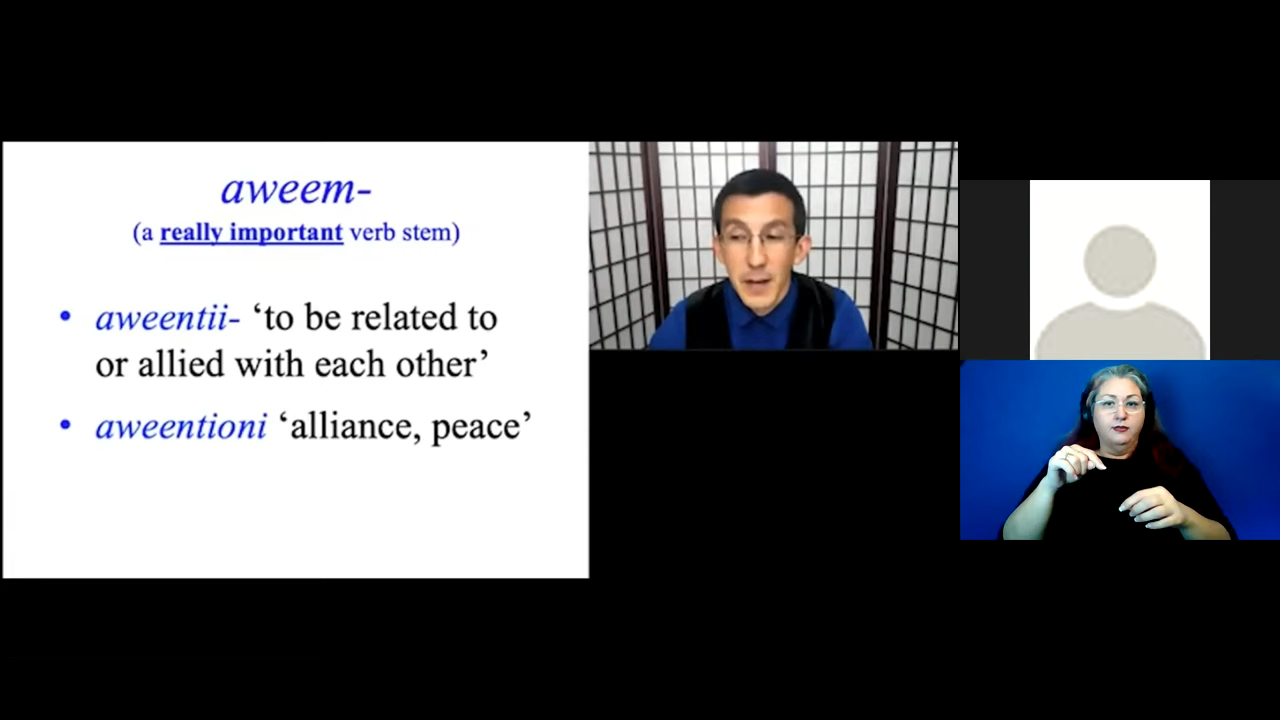 aweem-
(a really important verb stem)
• aweentii- ‘to be related to
or allied with each other’
• aweentioni ‘alliance, peace’